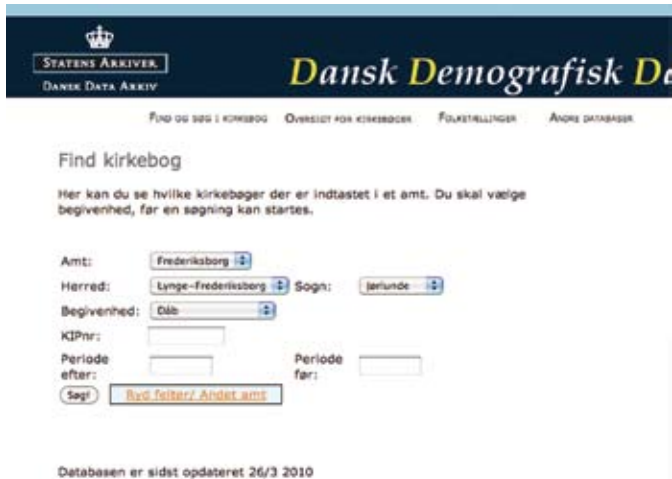 STATENS ARKIVER
DANSK DATA ARKIV
Dansk Demografisk Da
FIND OG SØG I KIRKEBOG OVERSIGT FOR KIRKEBØGER FOLKETÆLLINGER ANDRE DATABASER
Find kirkebog
Her kan du se hvilke kirkebøger der er indtastet i et amt. Du skal vælge
begivenhed, før en søgning kan startes.
Amt: Frederiksborg
Herred: Lynge-Frederiksborg Sogn: Jørlunde
Begivenhed: Dåb
KIPnr:
Periode efter: Periode før:
Søg! Ryd felter/ Andet amt
Databasen er sidst opdateret 26/3 2010